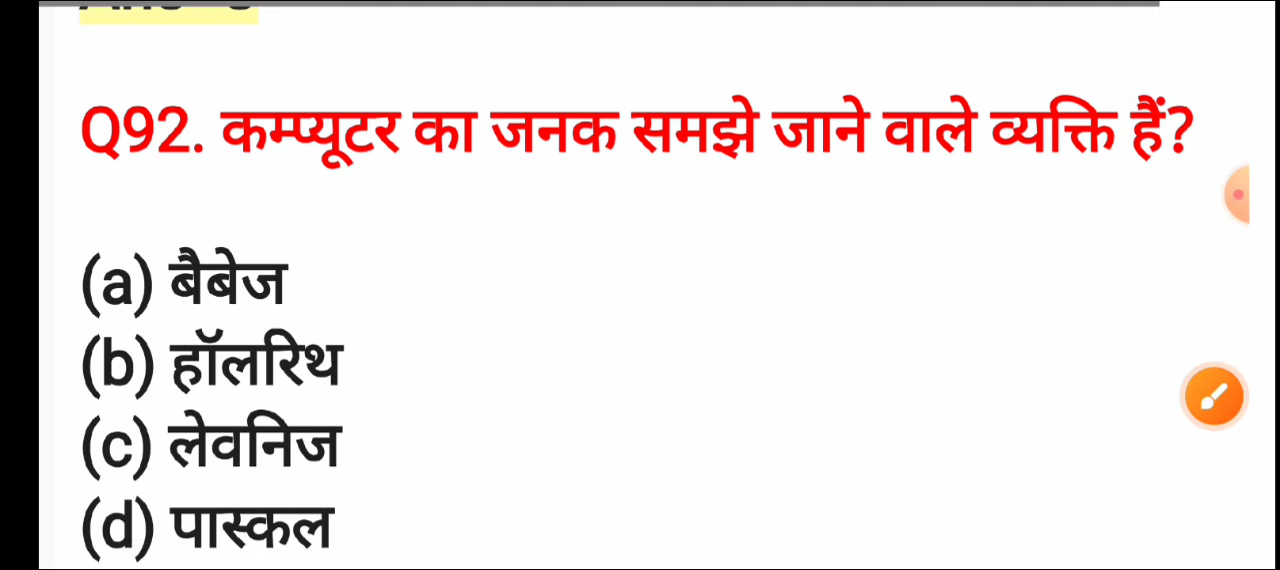 Q92. कम्प्यूटर का जनक समझे जाने वाले व्यक्ति हैं?
(a) बैबेज
(b) हॉलरिथ
(c) लेवनिज
(d) पास्कल